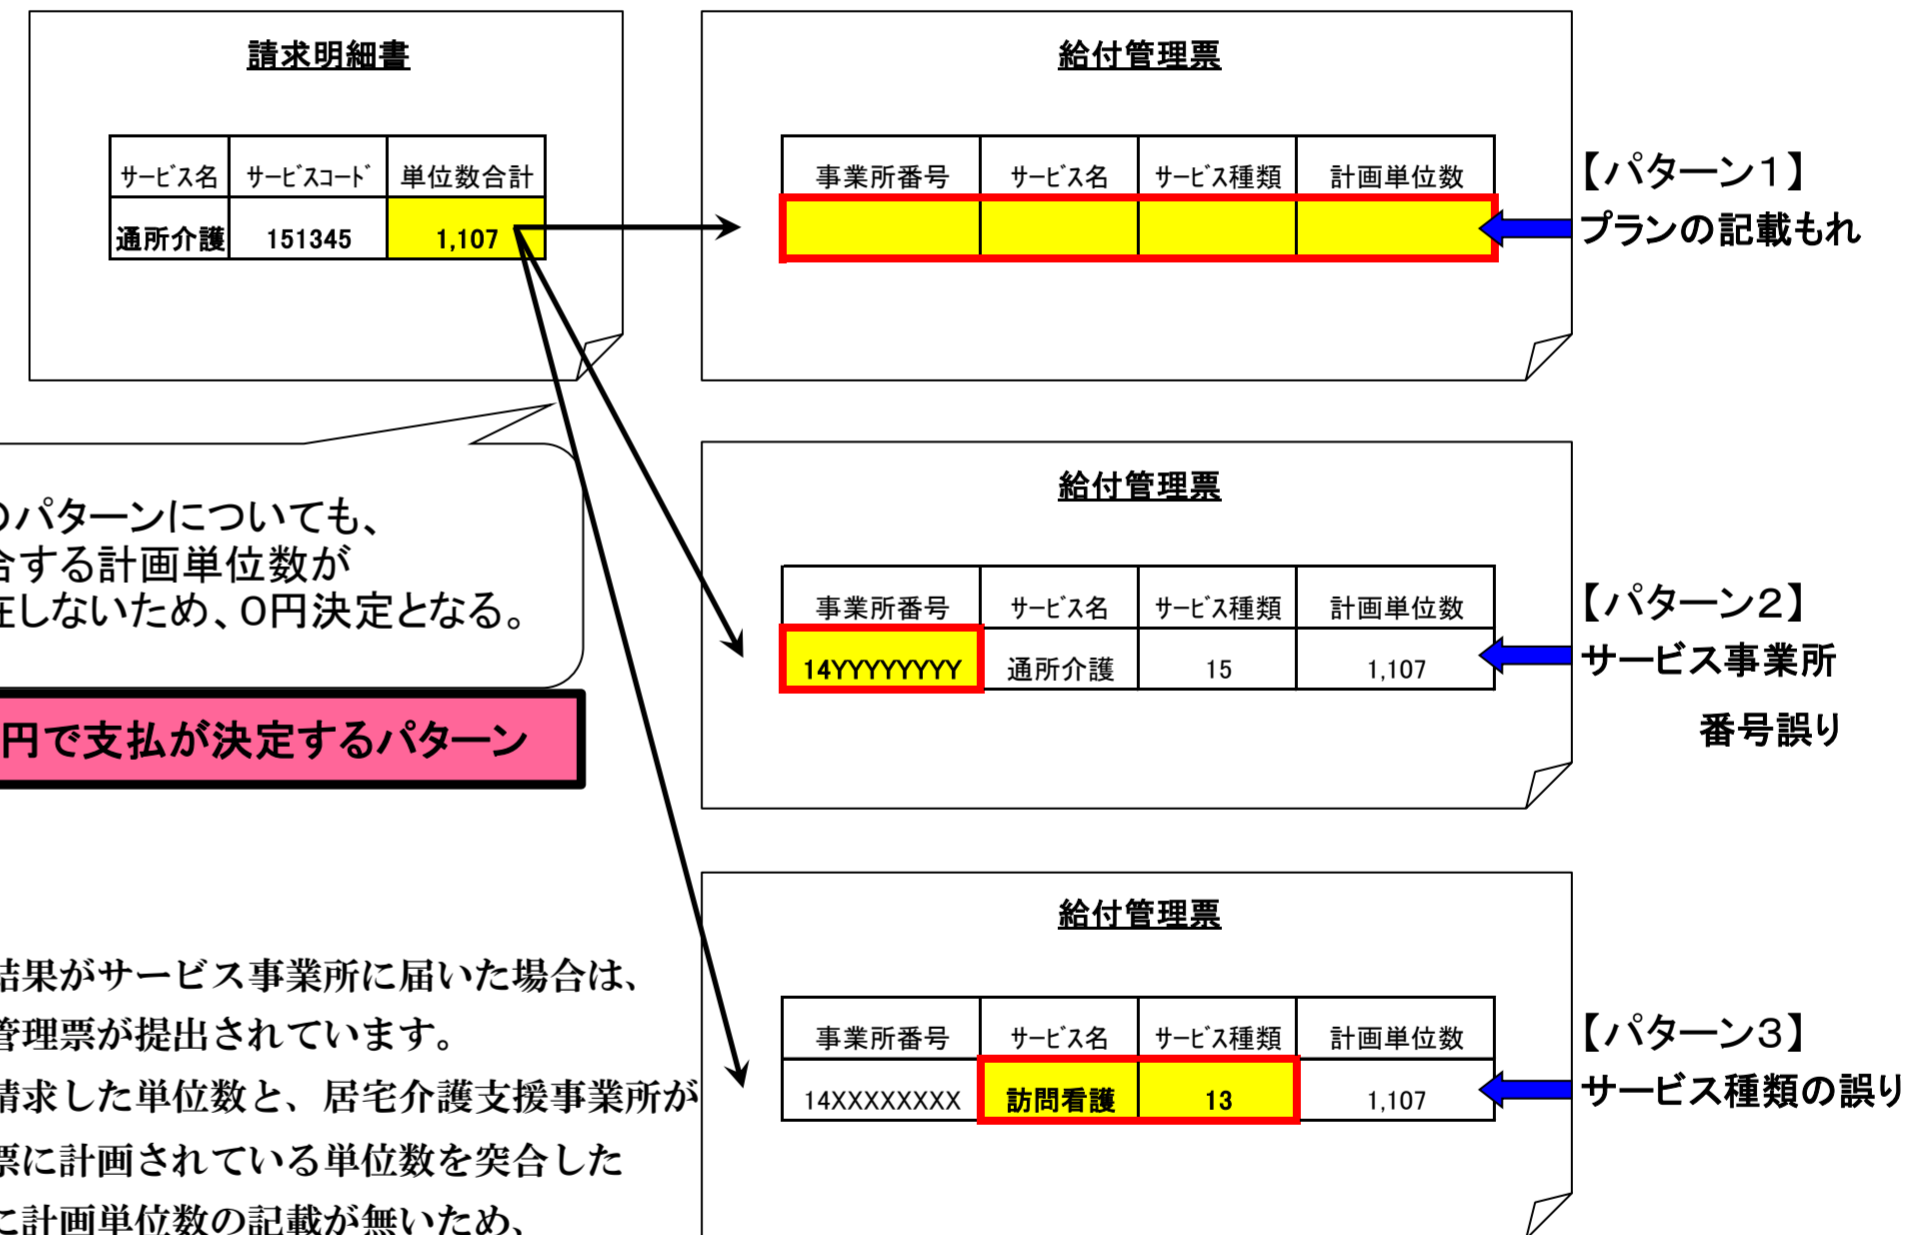 請求明細書
サービス名 サービスコード 単位数合計
通所介護 151345 1,107
給付管理票
事業所番号 サービス名 サービス種類 計画単位数
【パターン1】
プランの記載もれ
のパターンについても、
合する計画単位数が
在しないため、0円決定となる。
円で支払が決定するパターン
給付管理票
事業所番号 サービス名 サービス種類 計画単位数
14YYYYYYYY 通所介護 15 1,107
【パターン2】
サービス事業所
番号誤り
結果がサービス事業所に届いた場合は、
管理票が提出されています。
請求した単位数と、居宅介護支援事業所が
票に計画されている単位数を突合した
に計画単位数の記載が無いため、
給付管理票
事業所番号 サービス名 サービス種類 計画単位数
14XXXXXXXX 訪問看護 13 1,107
【パターン3】
サービス種類の誤り